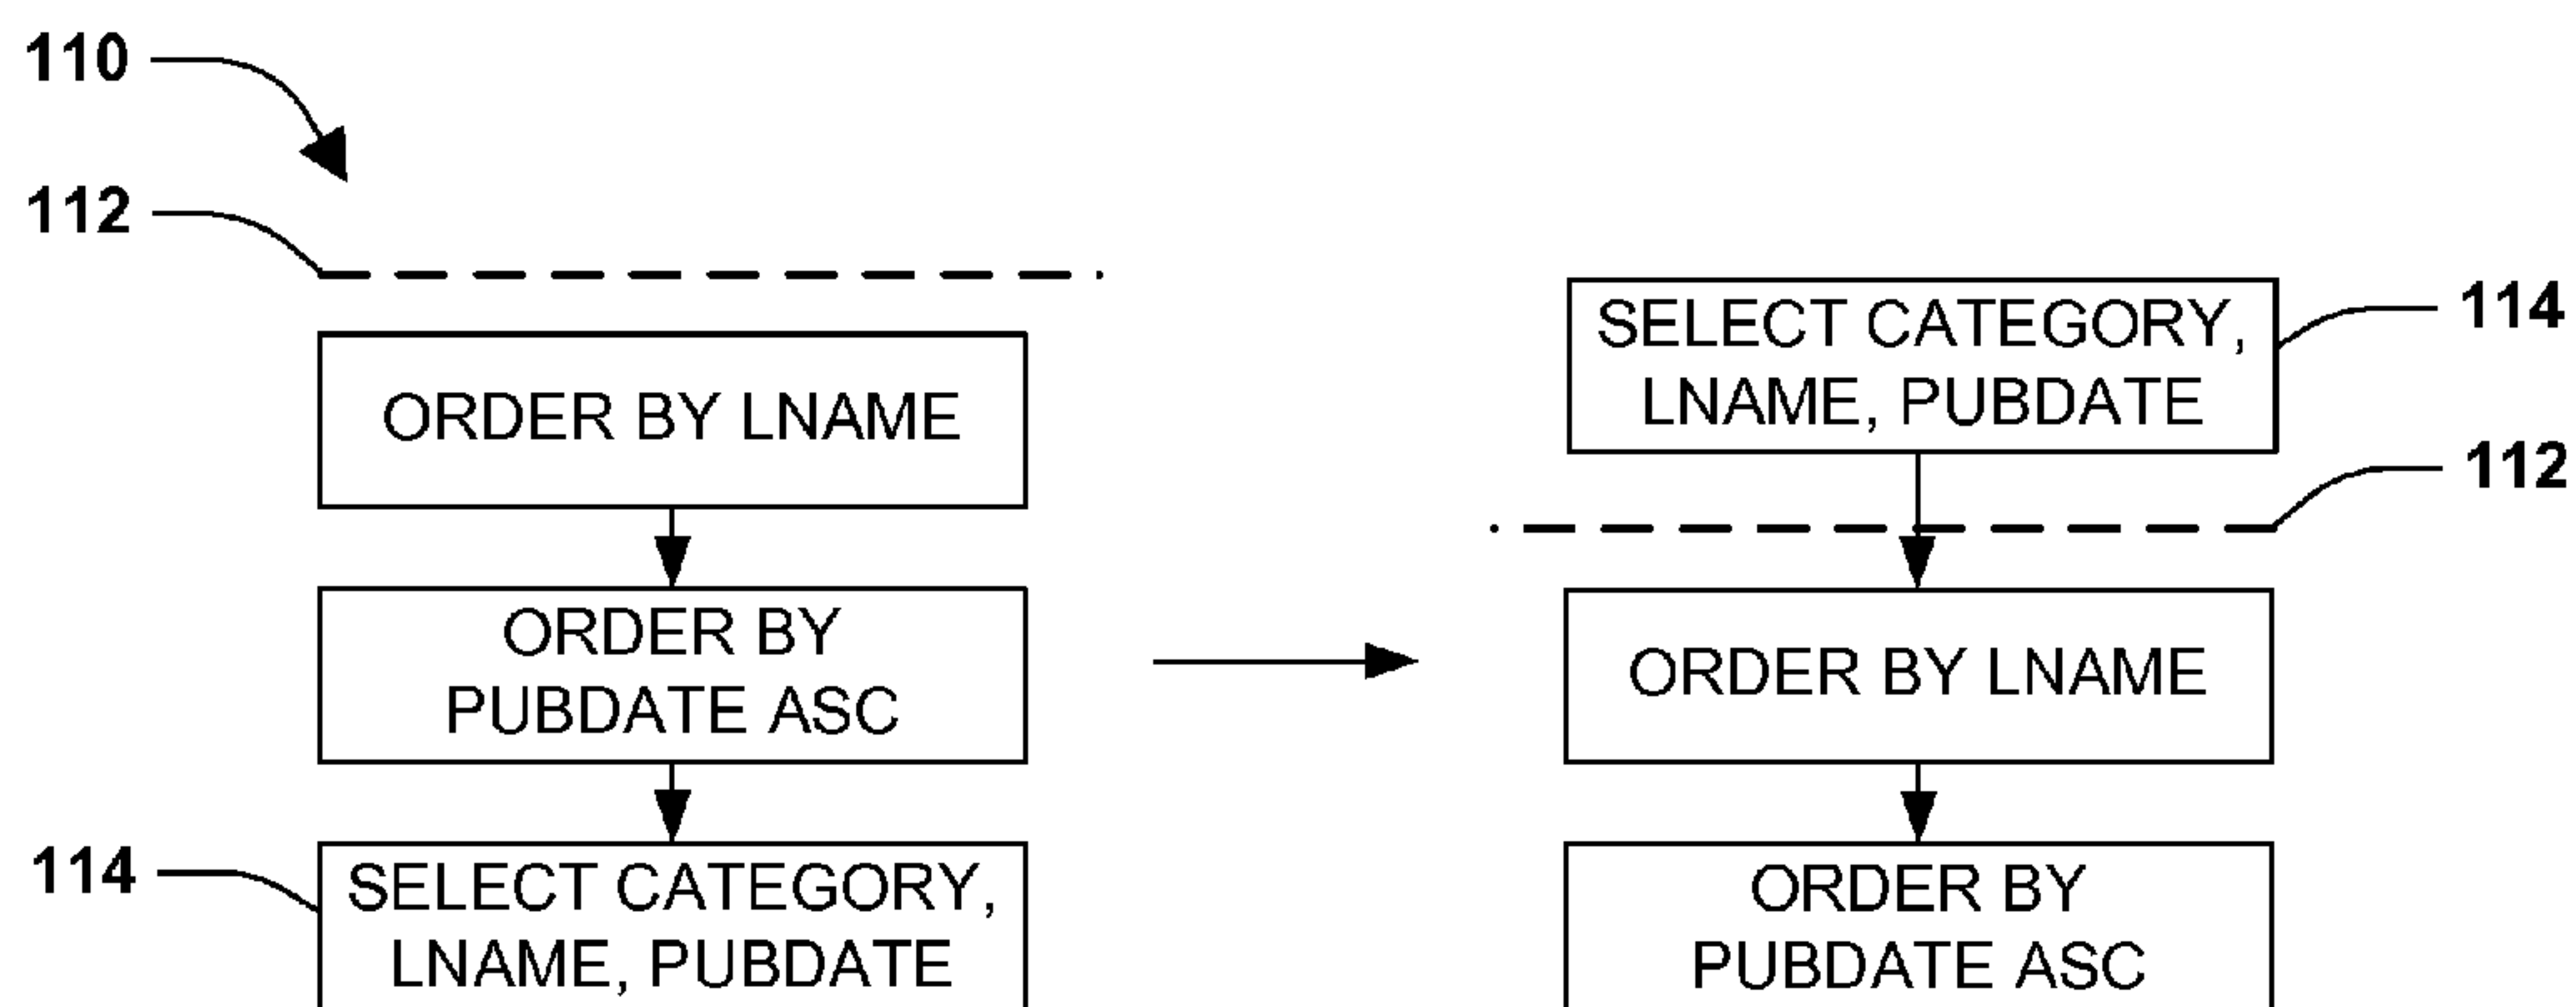 110
112
ORDER BY LNAME
ORDER BY
PUBDATE ASC
114
SELECT CATEGORY,
LNAME, PUBDATE
SELECT CATEGORY,
LNAME, PUBDATE
114
112
ORDER BY LNAME
ORDER BY
PUBDATE ASC